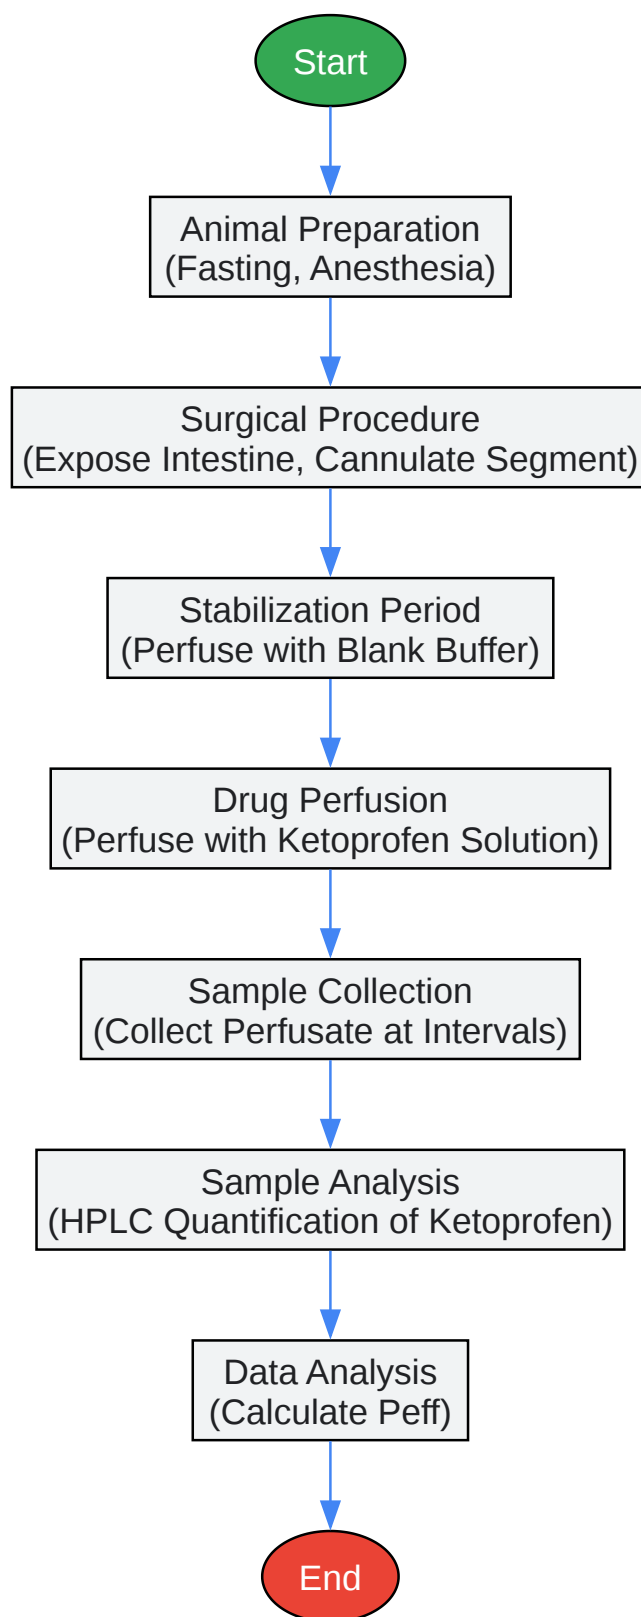 Start
Animal Preparation
(Fasting, Anesthesia)
Surgical Procedure
(Expose Intestine, Cannulate Segment)
Stabilization Period
(Perfuse with Blank Buffer)
Drug Perfusion
(Perfuse with Ketoprofen Solution)
Sample Collection
(Collect Perfusate at Intervals)
Sample Analysis
(HPLC Quantification of Ketoprofen)
Data Analysis
(Calculate Peff)
End